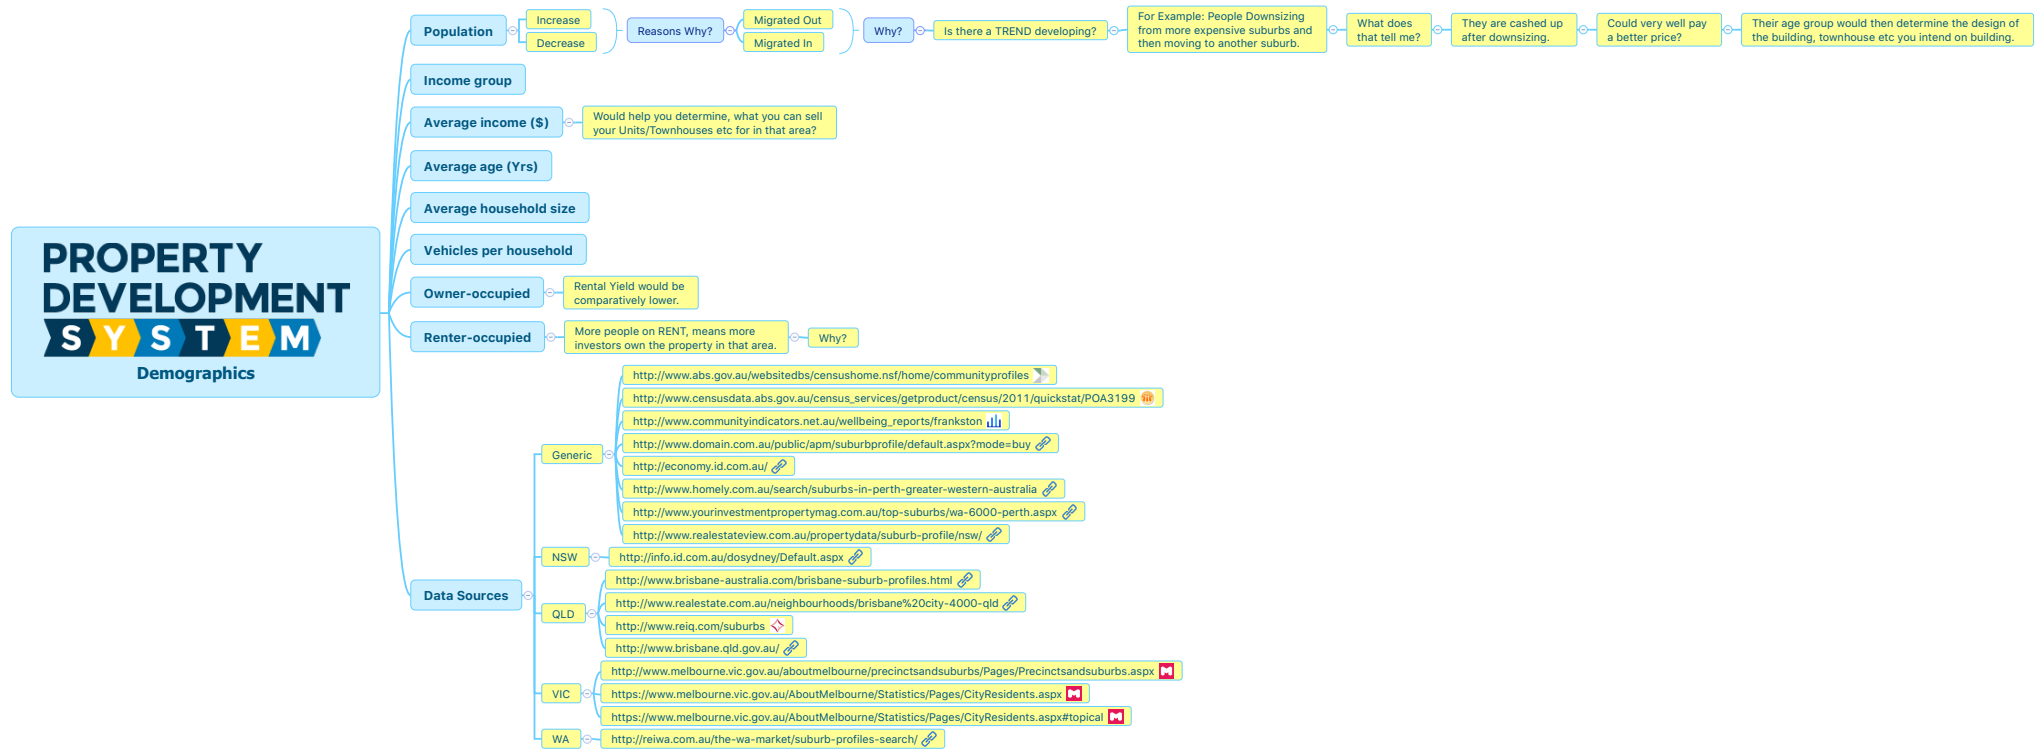 PROPERTY
DEVELOPMENT
SYSTEM
Demographics
Population
Increase
Decrease
Reasons Why?
Migrated Out
Migrated In
Why?
Is there a TREND developing?
For Example: People Downsizing
from more expensive suburbs and
then moving to another suburb.
What does
that tell me?
They are cashed up
after downsizing.
Could very well pay
a better price?
Their age group would then determine the design of
the building, townhouse etc you intend on building.
Income group
Average income ($)
Would help you determine, what you can sell
your Units/Townhouses etc for in that area?
Average age (Yrs)
Average household size
Vehicles per household
Owner-occupied
Rental Yield would be
comparatively lower.
Renter-occupied
More people on RENT, means more
investors own the property in that area.
Why?
Data Sources
Generic
http://www.abs.gov.au/websitedbs/censushome.nsf/home/communityprofiles
http://www.censusdata.abs.gov.au/census_services/getproduct/census/2011/quickstat/POA3199
http://www.communityindicators.net.au/wellbeing_reports/frankston
http://www.domain.com.au/public/apm/suburbprofile/default.aspx?mode=buy
http://economy.id.com.au/
http://www.homely.com.au/search/suburbs-in-perth-greater-western-australia
http://www.yourinvestmentpropertymag.com.au/top-suburbs/wa-6000-perth.aspx
http://www.realestateview.com.au/propertydata/suburb-profile/nsw/
NSW
http://info.id.com.au/dosydney/Default.aspx
QLD
http://www.brisbane-australia.com/brisbane-suburb-profiles.html
http://www.realestate.com.au/neighbourhoods/brisbane%20city-4000-qld
http://www.reiq.com/suburbs
http://www.brisbane.qld.gov.au/
VIC
http://www.melbourne.vic.gov.au/aboutmelbourne/precinctsandsuburbs/Pages/Precinctsandsuburbs.aspx
https://www.melbourne.vic.gov.au/AboutMelbourne/Statistics/Pages/CityResidents.aspx
https://www.melbourne.vic.gov.au/AboutMelbourne/Statistics/Pages/CityResidents.aspx#topical
WA
http://reiwa.com.au/the-wa-market/suburb-profiles-search/